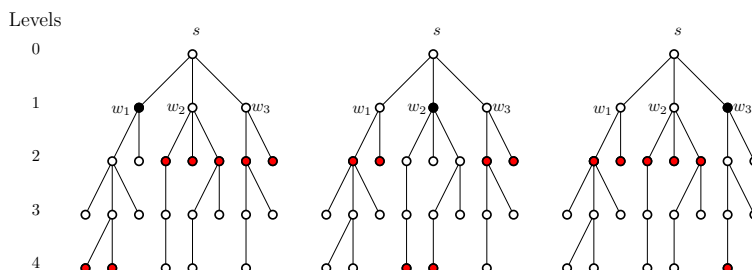 Levels
s s s
0
1 w₁ w₂ w₃ w₁ w₂ w₃ w₁ w₂ w₃
2
3
4